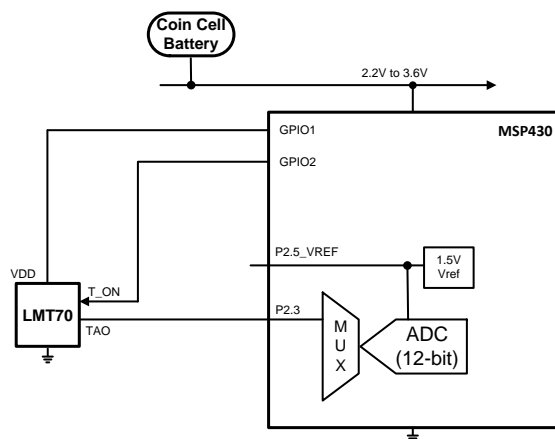 Coin Cell
Battery
2.2V to 3.6V
MSP430
GPIO1
GPIO2
P2.5_VREF
1.5V
Vref
VDD
T_ON
LMT70
TAO
P2.3
M
U
X
ADC
(12-bit)